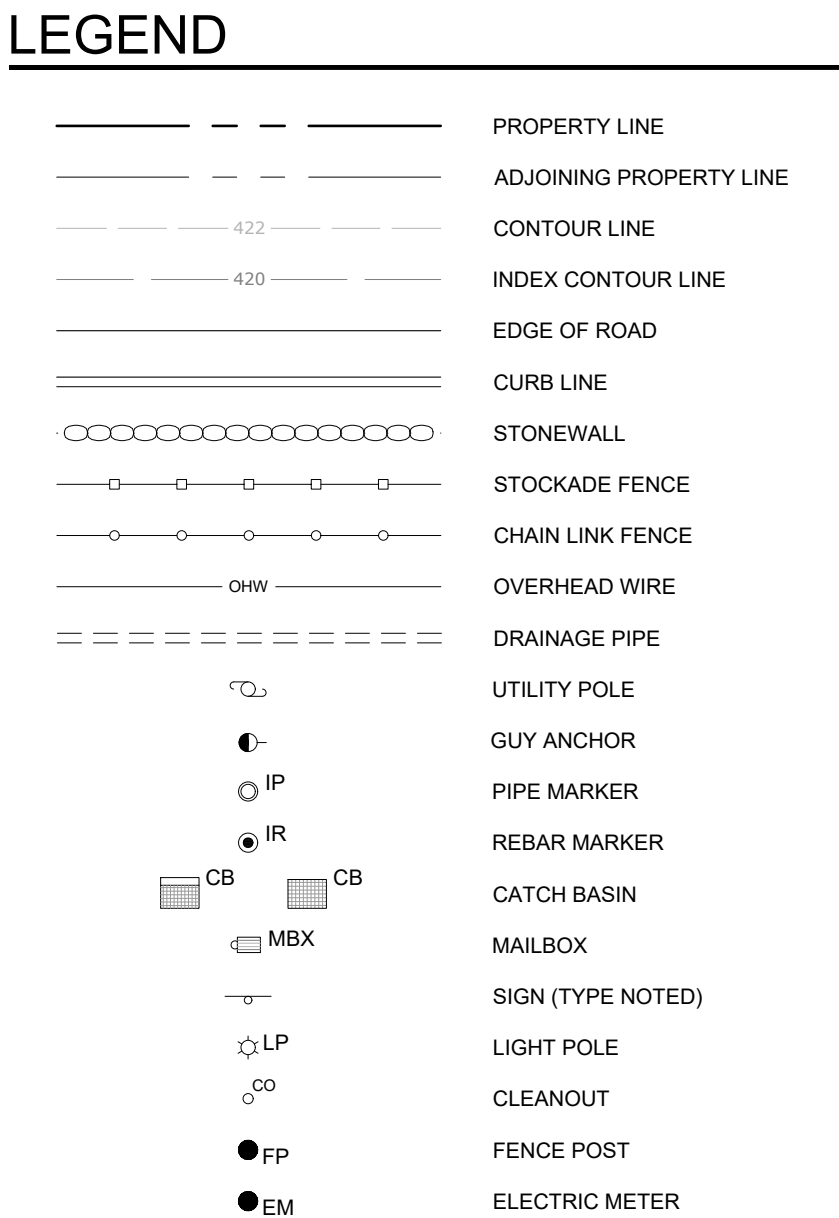 LEGEND
PROPERTY LINE
ADJOINING PROPERTY LINE
422 CONTOUR LINE
420 INDEX CONTOUR LINE
EDGE OF ROAD
CURB LINE
STONEWALL
STOCKADE FENCE
CHAIN LINK FENCE
OHW OVERHEAD WIRE
DRAINAGE PIPE
UTILITY POLE
GUY ANCHOR
IP PIPE MARKER
IR REBAR MARKER
CB CB CATCH BASIN
MBX MAILBOX
SIGN (TYPE NOTED)
LP LIGHT POLE
CO CLEANOUT
FP FENCE POST
EM ELECTRIC METER